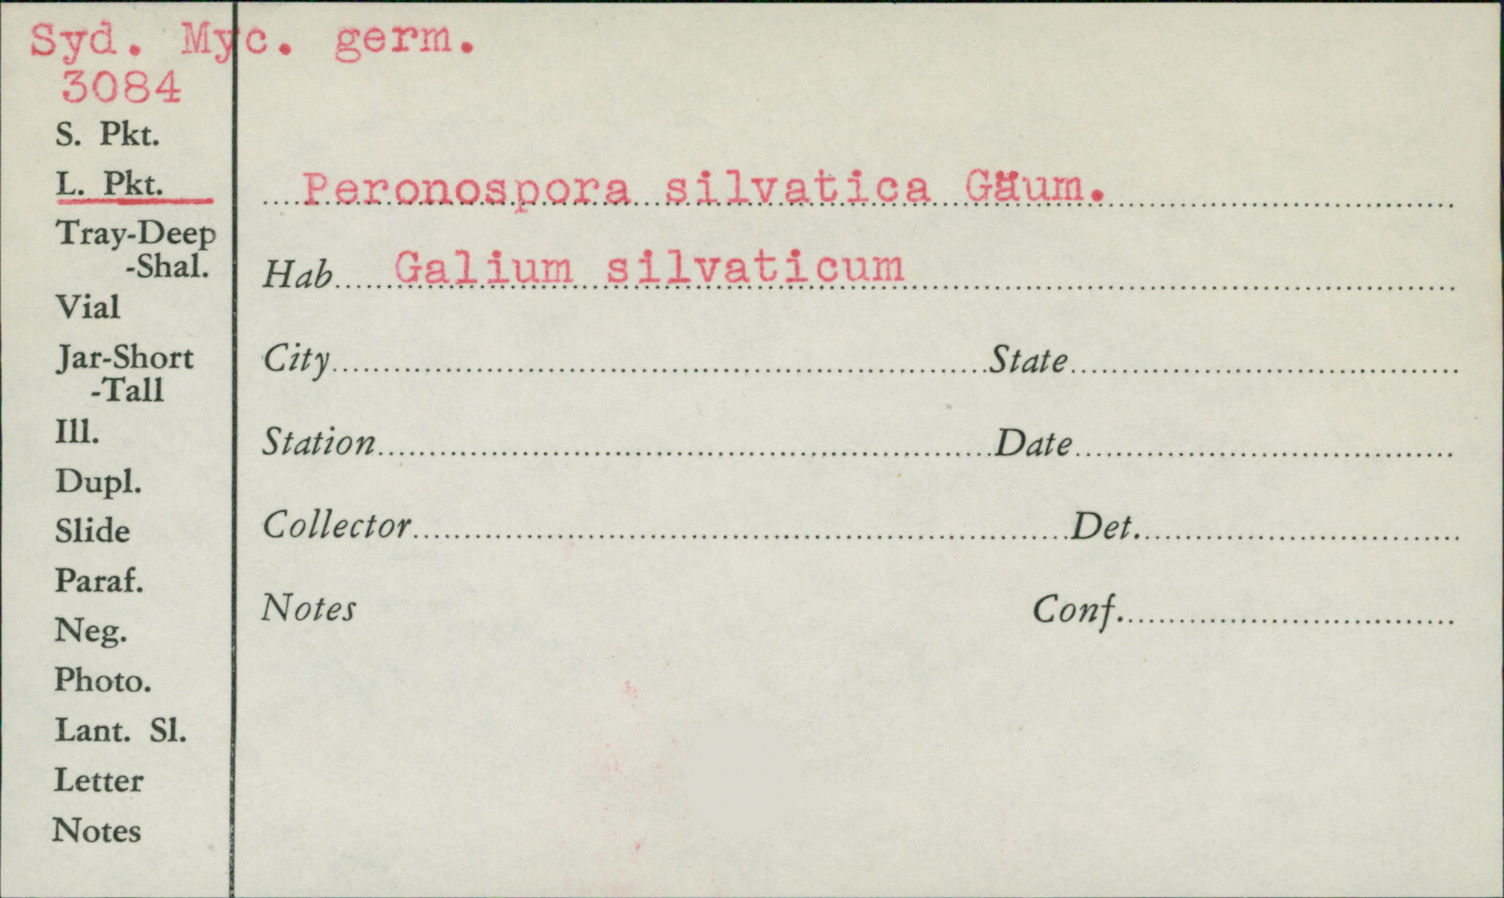 Syd. Myc. germ.
3084
S. Pkt.
L. Pkt.
Tray-Deep
-Shal.
Vial
Jar-Short
-Tall
Ill.
Dupl.
Slide
Paraf.
Neg.
Photo.
Lant. Sl.
Letter
Notes
Peronospora silvatica Gäum.
Hab. Galium silvaticum
City State
Station Date
Collector Det.
Notes Conf.